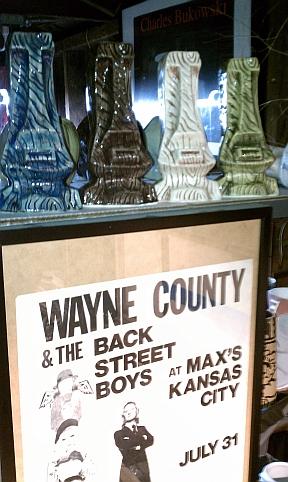 Charles Bukowski
WAYNE COUNTY
& THE BACK
STREET
BOYS
AT MAX'S
KANSAS
CITY
JULY 31